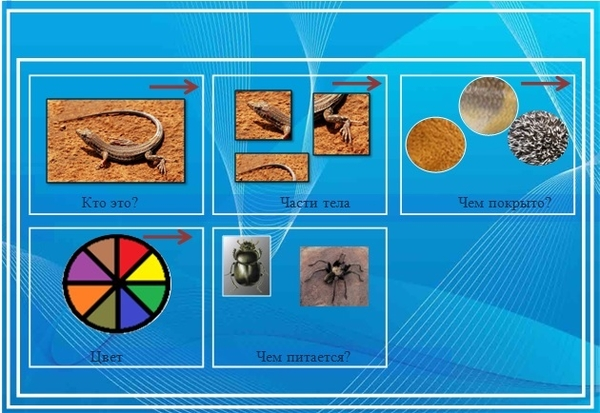 Кто это?
Части тела
Чем покрыто?
Цвет
Чем питается?